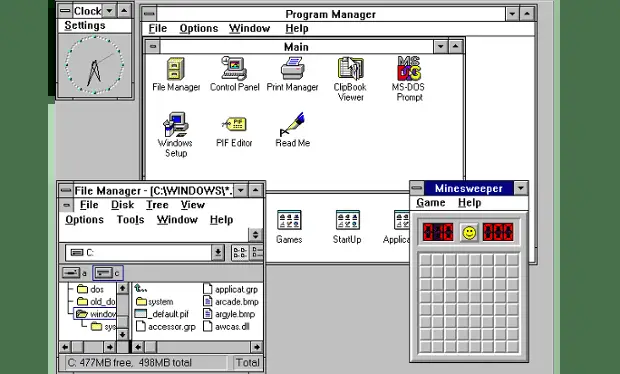 Clock
Settings
Program Manager
File Options Window Help
Main
File Manager
Control Panel
Print Manager
ClipBook
Viewer
MS-DOS
Prompt
MS
DOS
Windows
Setup
PIF Editor
Read Me
Games
StartUp
Applica
File Manager - [C:\WINDOWS\*.
File Disk Tree View
Options Tools Window Help
C:
a
c
dos
old_do
window
sys
system
_default.pif
accessor.grp
applicat.grp
arcade.bmp
argyle.bmp
awcas.dll
C: 477MB free, 498MB total
Total
Minesweeper
Game Help
010
000